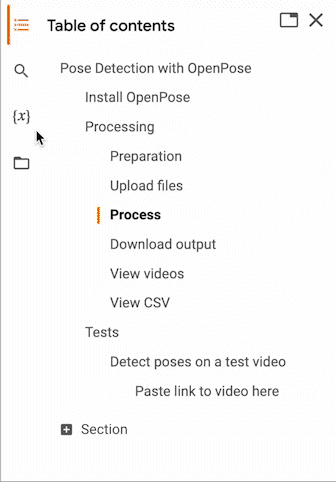 Table of contents
Pose Detection with OpenPose
Install OpenPose
Processing
Preparation
Upload files
Process
Download output
View videos
{x}
View CSV
Tests
Detect poses on a test video
Paste link to video here
Section